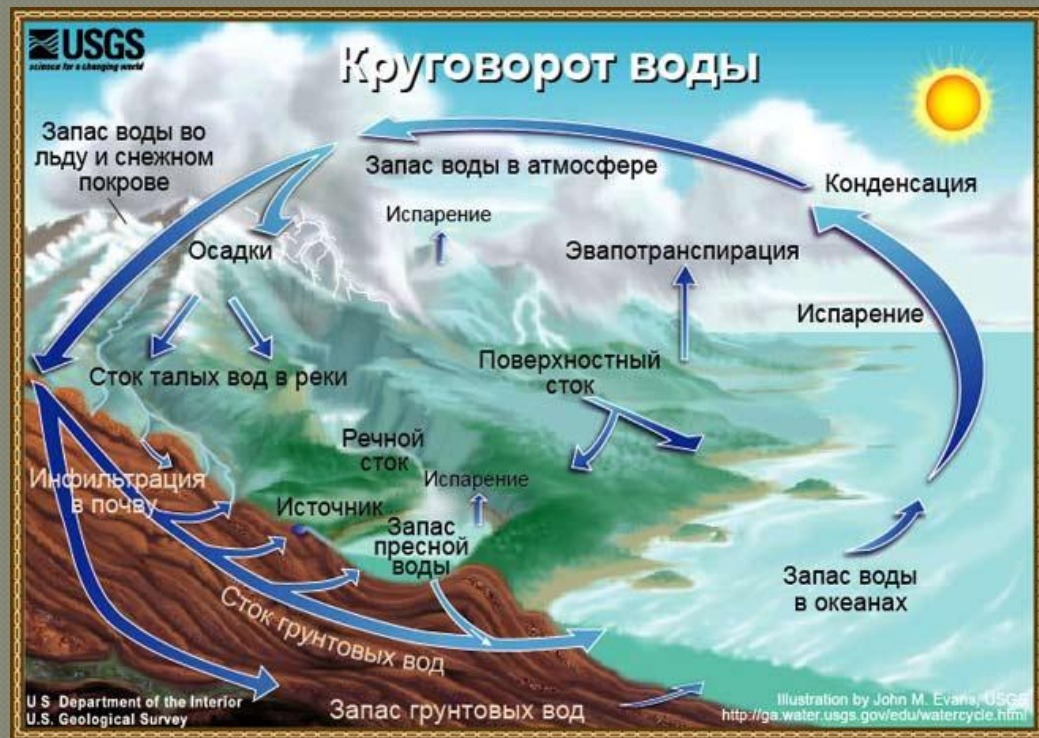 USGS
science for a changing world
Круговорот воды
Запас воды во
льду и снежном
покрове
Запас воды в атмосфере
Конденсация
Испарение
Осадки
Эвапотранспирация
Испарение
Поверхностный
сток
Сток талых вод в реки
Речной
сток
Инфильтрация
в почву
Испарение
Источник
Запас
пресной
воды
Запас воды
в океанах
Сток грунтовых вод
Запас грунтовых вод
U S Department of the Interior
U.S. Geological Survey
Illustration by John M. Evans, USGS
http://ga.water.usgs.gov/edu/watercycle.html